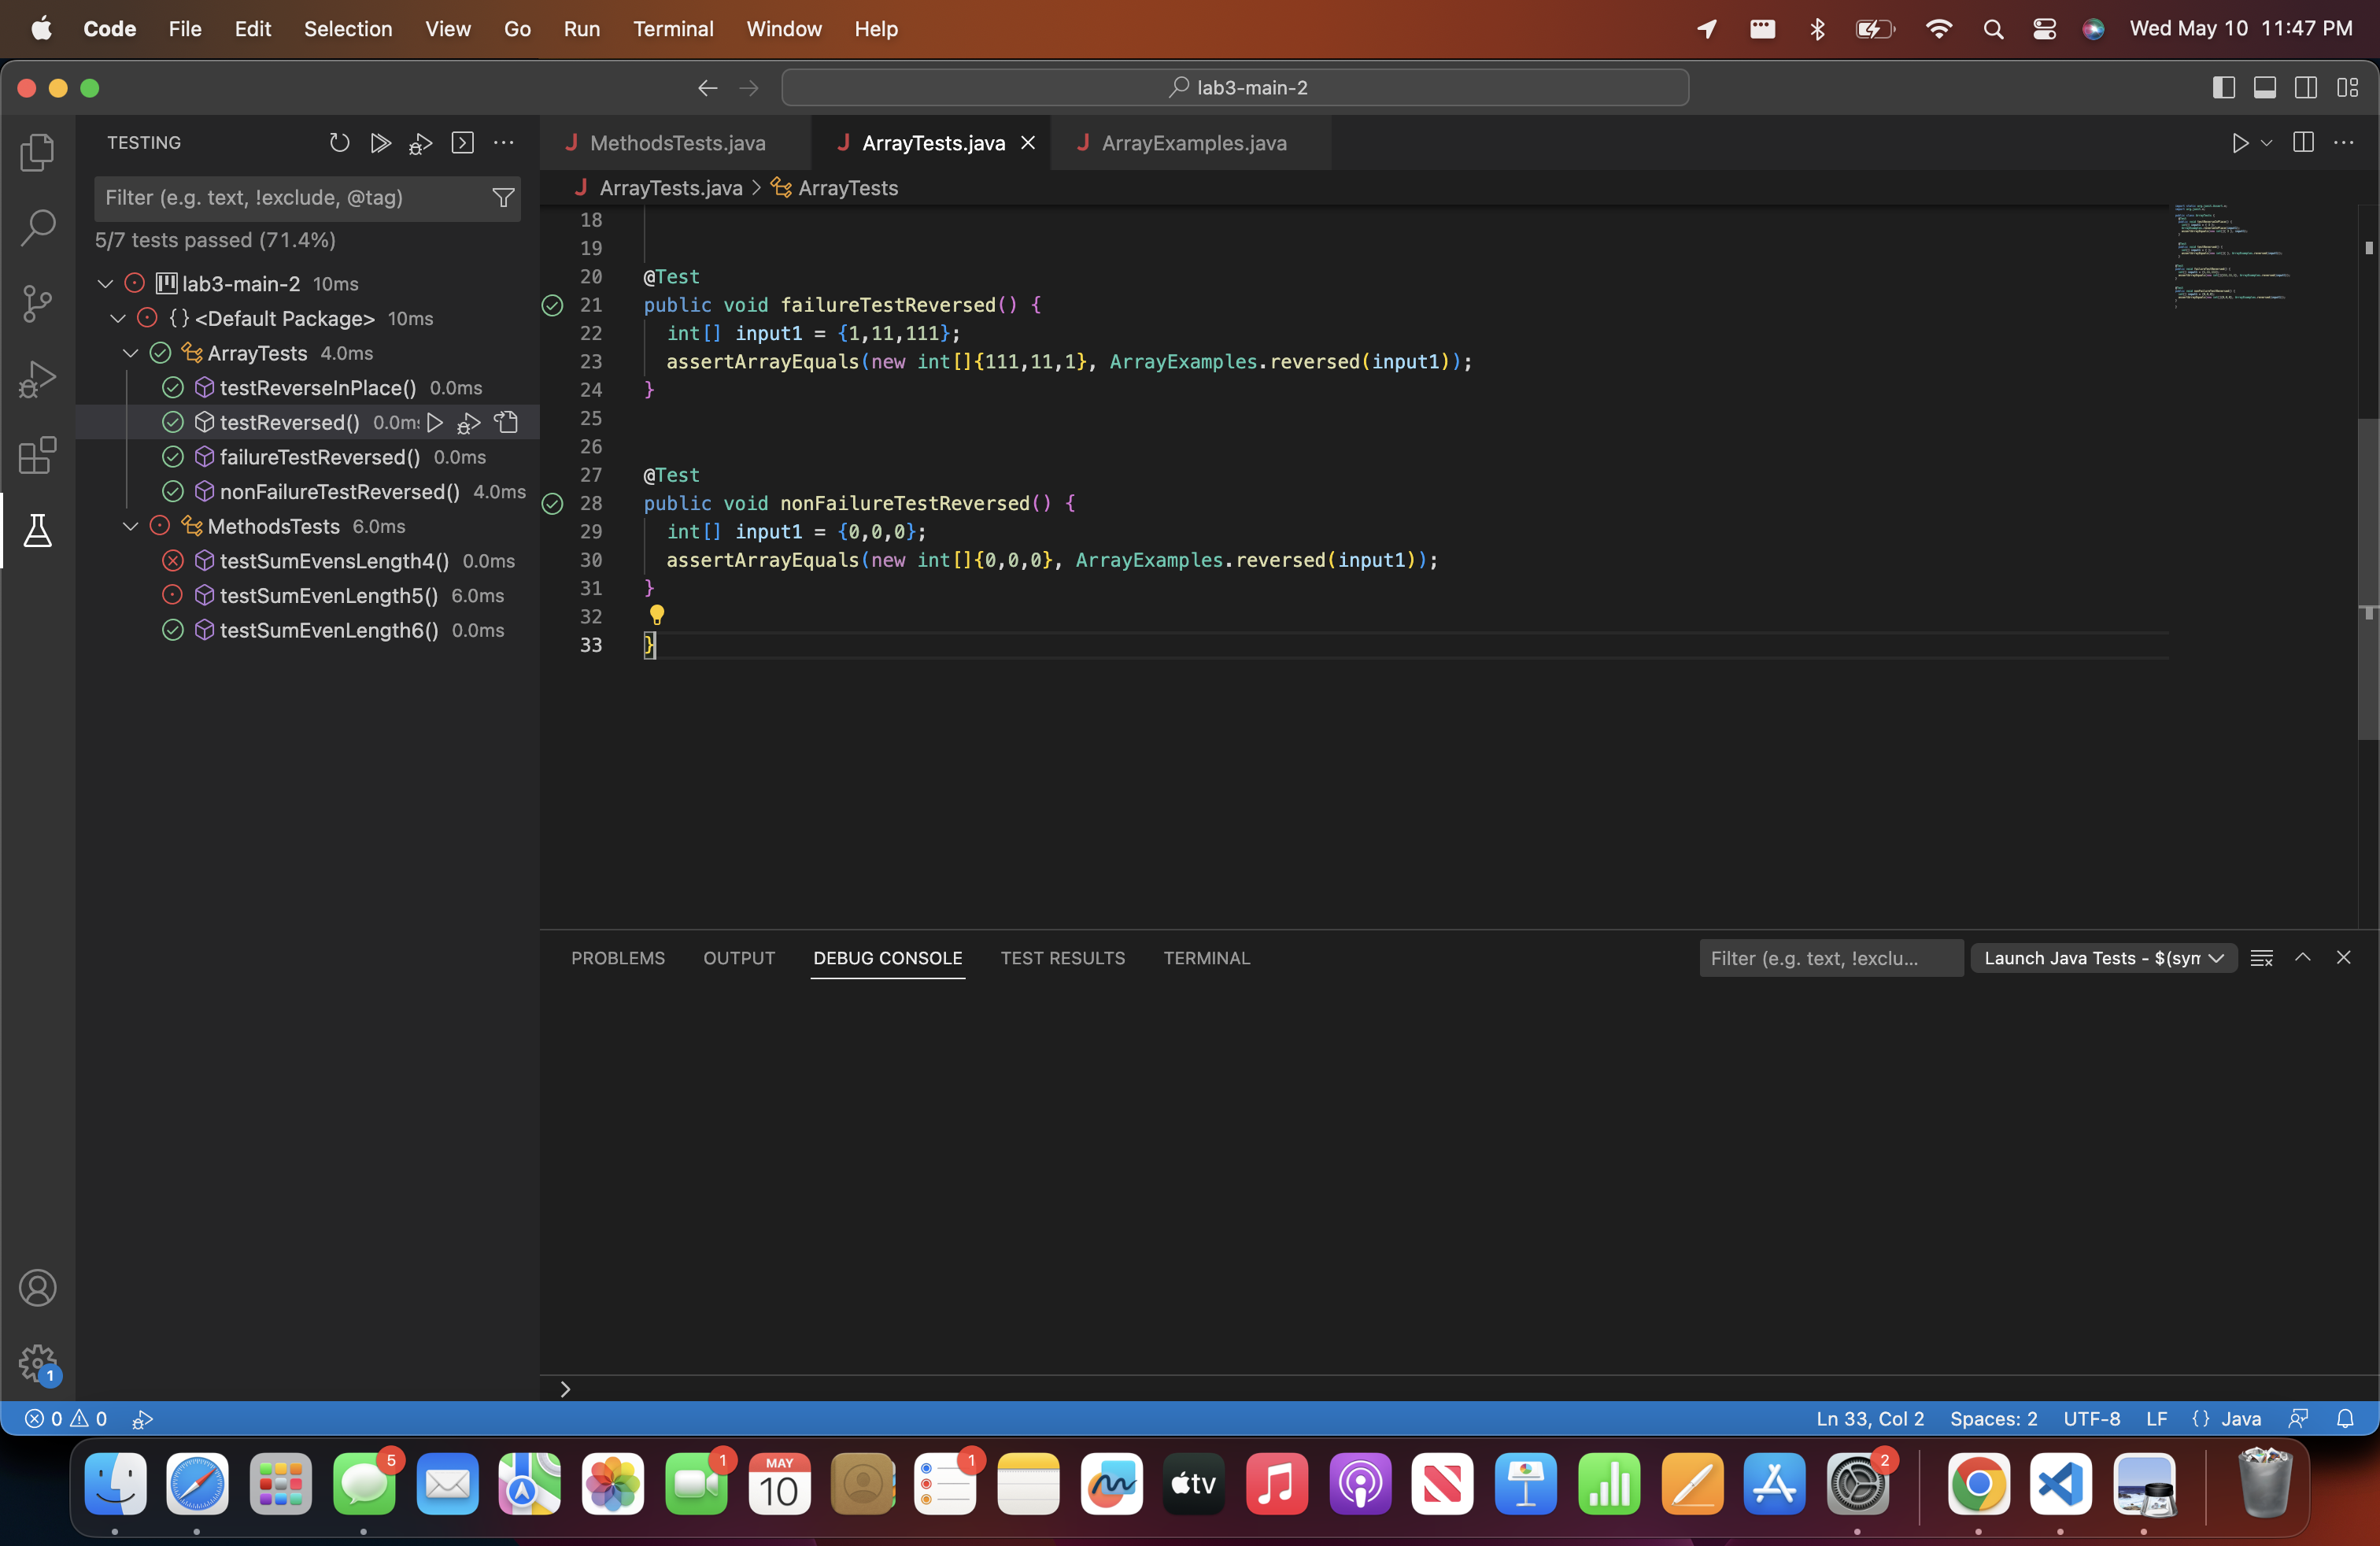 Code File Edit Selection View Go Run Terminal Window Help Wed May 10 11:47 PM
lab3-main-2
TESTING
MethodsTests.java ArrayTests.java ArrayExamples.java
Filter (e.g. text, !exclude, @tag)
ArrayTests.java > ArrayTests
5/7 tests passed (71.4%)
lab3-main-2 10ms
{} <Default Package> 10ms
ArrayTests 4.0ms
testReverseInPlace() 0.0ms
testReversed() 0.0ms
failureTestReversed() 0.0ms
nonFailureTestReversed() 4.0ms
MethodsTests 6.0ms
testSumEvensLength4() 0.0ms
testSumEvenLength5() 6.0ms
testSumEvenLength6() 0.0ms
18
19
20 @Test
21 public void failureTestReversed() {
22 int[] input1 = {1,11,111};
23 assertArrayEquals(new int[]{111,11,1}, ArrayExamples.reversed(input1));
24 }
25
26
27 @Test
28 public void nonFailureTestReversed() {
29 int[] input1 = {0,0,0};
30 assertArrayEquals(new int[]{0,0,0}, ArrayExamples.reversed(input1));
31 }
32
33 }
PROBLEMS OUTPUT DEBUG CONSOLE TEST RESULTS TERMINAL Filter (e.g. text, !exclu... Launch Java Tests - $(syn
1
0 0 Ln 33, Col 2 Spaces: 2 UTF-8 LF {} Java
5 1 MAY 10 1 tv 2